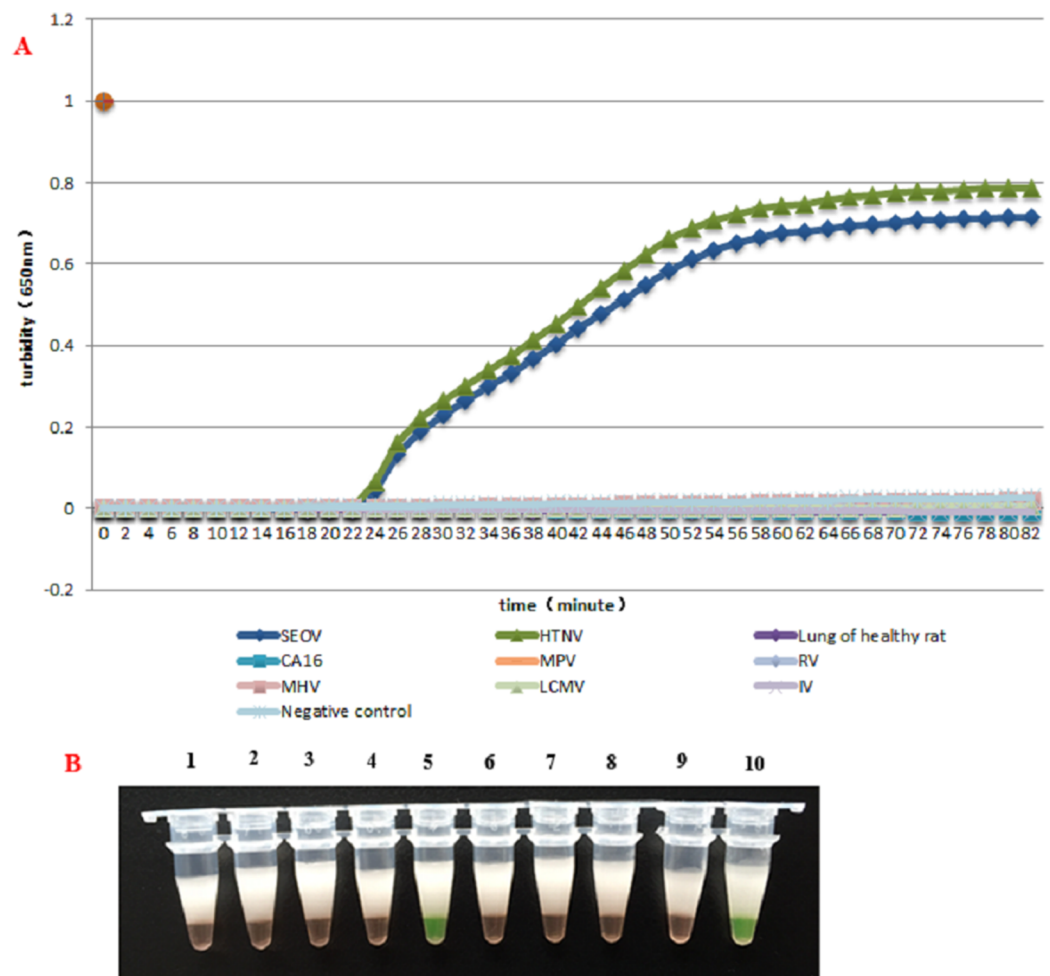 A
1.2
1
0.8
0.6
0.4
0.2
0
-0.2
turbidity (650nm)
0 2 4 6 8 10 12 14 16 18 20 22 24 26 28 30 32 34 36 38 40 42 44 46 48 50 52 54 56 58 60 62 64 66 68 70 72 74 76 78 80 82
time (minute)
SEOV HTNV Lung of healthy rat
CA16 MPV RV
MHV LCMV IV
Negative control
B
1 2 3 4 5 6 7 8 9 10